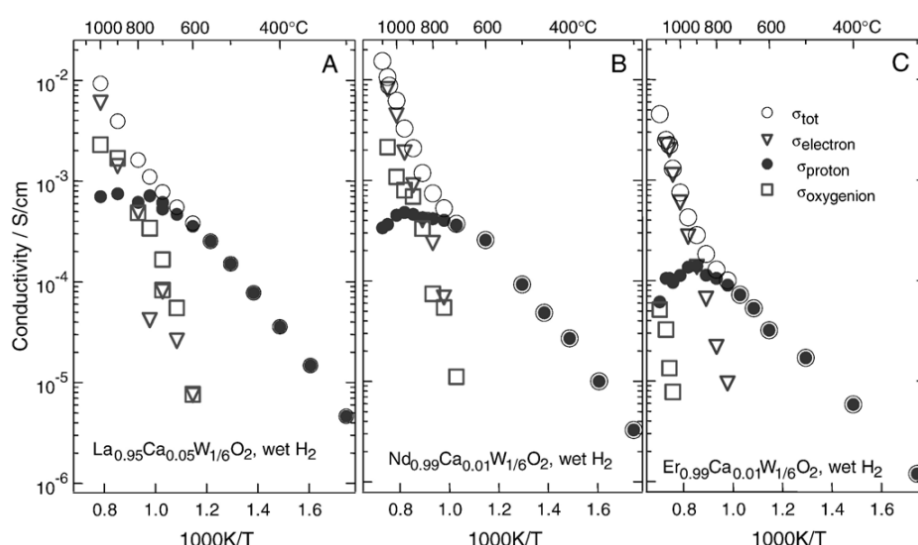 1000 800 600 400°C
1000 800 600 400°C
1000 800 600 400°C
A
B
C
10-2
10-3
10-4
10-5
10-6
Conductivity / S/cm
σtot
σelectron
σproton
σoxygenion
La0.95Ca0.05W1/6O2, wet H2
Nd0.99Ca0.01W1/6O2, wet H2
Er0.99Ca0.01W1/6O2, wet H2
0.8 1.0 1.2 1.4 1.6
0.8 1.0 1.2 1.4 1.6
0.8 1.0 1.2 1.4 1.6
1000K/T
1000K/T
1000K/T